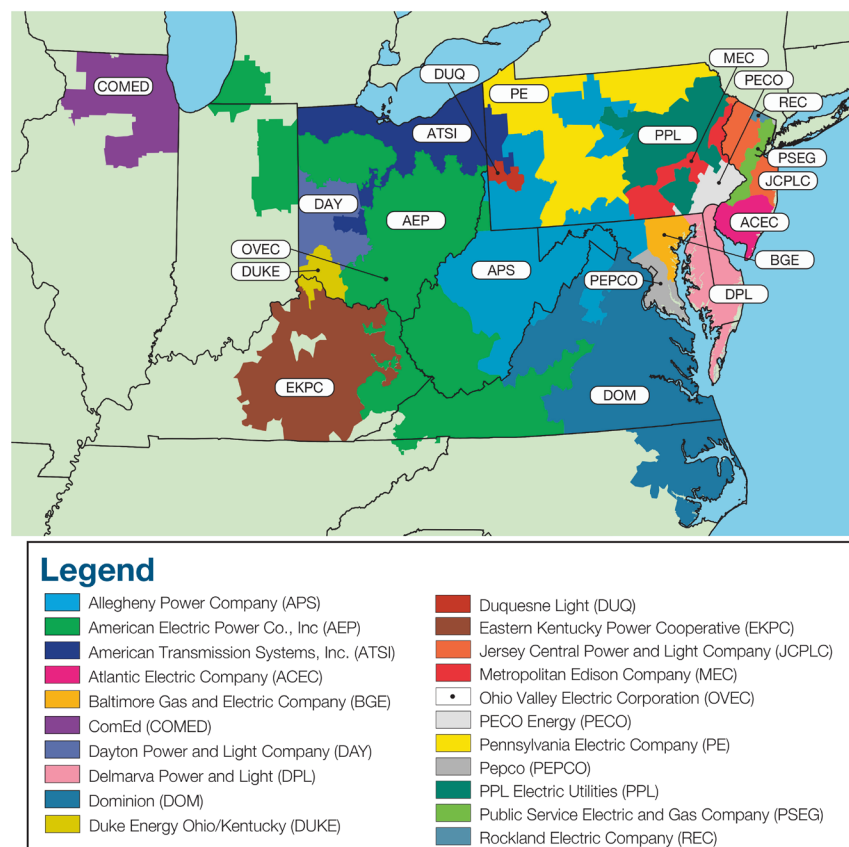 MEC
DUQ
PECO
COMED
PE
REC
ATSI
PPL
PSEG
JCPLC
DAY
AEP
ACEC
OVEC
BGE
DUKE
APS
PEPCO
DPL
EKPC
DOM
Legend
Allegheny Power Company (APS)
American Electric Power Co., Inc (AEP)
American Transmission Systems, Inc. (ATSI)
Atlantic Electric Company (ACEC)
Baltimore Gas and Electric Company (BGE)
ComEd (COMED)
Dayton Power and Light Company (DAY)
Delmarva Power and Light (DPL)
Dominion (DOM)
Duke Energy Ohio/Kentucky (DUKE)
Duquesne Light (DUQ)
Eastern Kentucky Power Cooperative (EKPC)
Jersey Central Power and Light Company (JCPLC)
Metropolitan Edison Company (MEC)
Ohio Valley Electric Corporation (OVEC)
PECO Energy (PECO)
Pennsylvania Electric Company (PE)
Pepco (PEPCO)
PPL Electric Utilities (PPL)
Public Service Electric and Gas Company (PSEG)
Rockland Electric Company (REC)